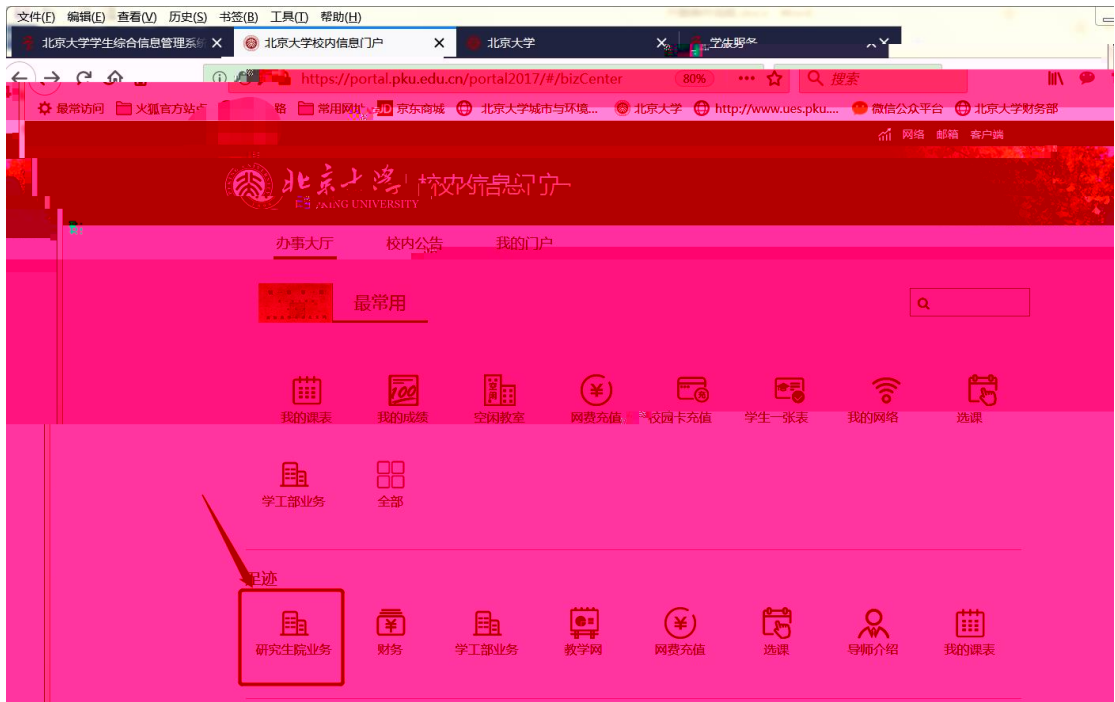 文件(F) 编辑(E) 查看(V) 历史(S) 书签(B) 工具(T) 帮助(H)
北京大学学生综合信息管理系统 北京大学校内信息门户 北京大学
https://portal.pku.edu.cn/portal2017/#/bizCenter 80% 搜索
最常访问 火狐官方站点 常用网址 京东商城 北京大学城市与环境... 北京大学 http://www.ues.pku.... 微信公众平台 北京大学财务部
网络 邮箱 客户端
北京大学 校内信息门户
UNIVERSITY
办事大厅 校内公告 我的门户
最常用
我的课表 我的成绩 空闲教室 网费充值 校园卡充值 学生一张表 我的网络 选课
学工部业务 全部
足迹
研究生院业务 财务 学工部业务 教学网 网费充值 选课 导师介绍 我的课表